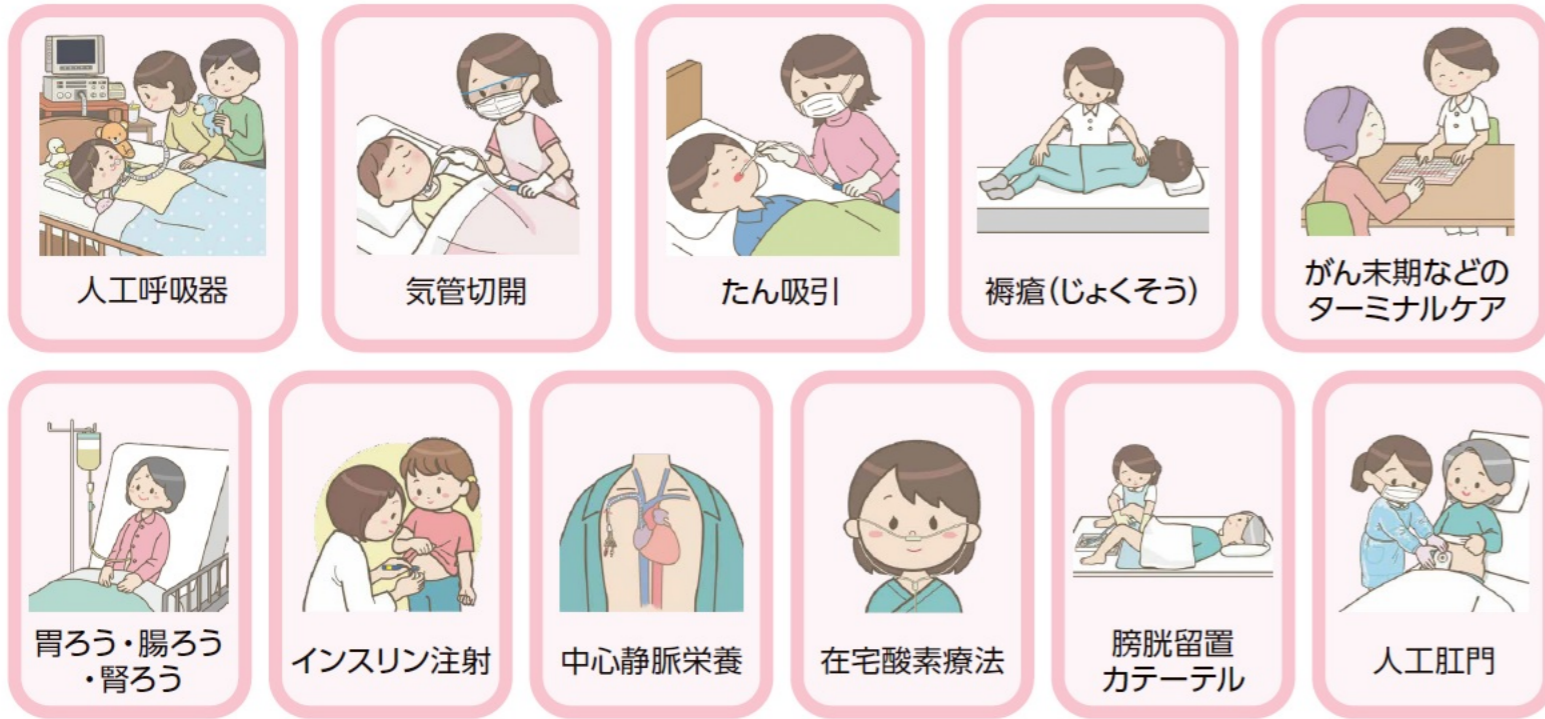 人工呼吸器
気管切開
たん吸引
褥瘡(じょくそう)
がん末期などの
ターミナルケア
胃ろう・腸ろう
・腎ろう
インスリン注射
中心静脈栄養
在宅酸素療法
膀胱留置
カテーテル
人工肛門